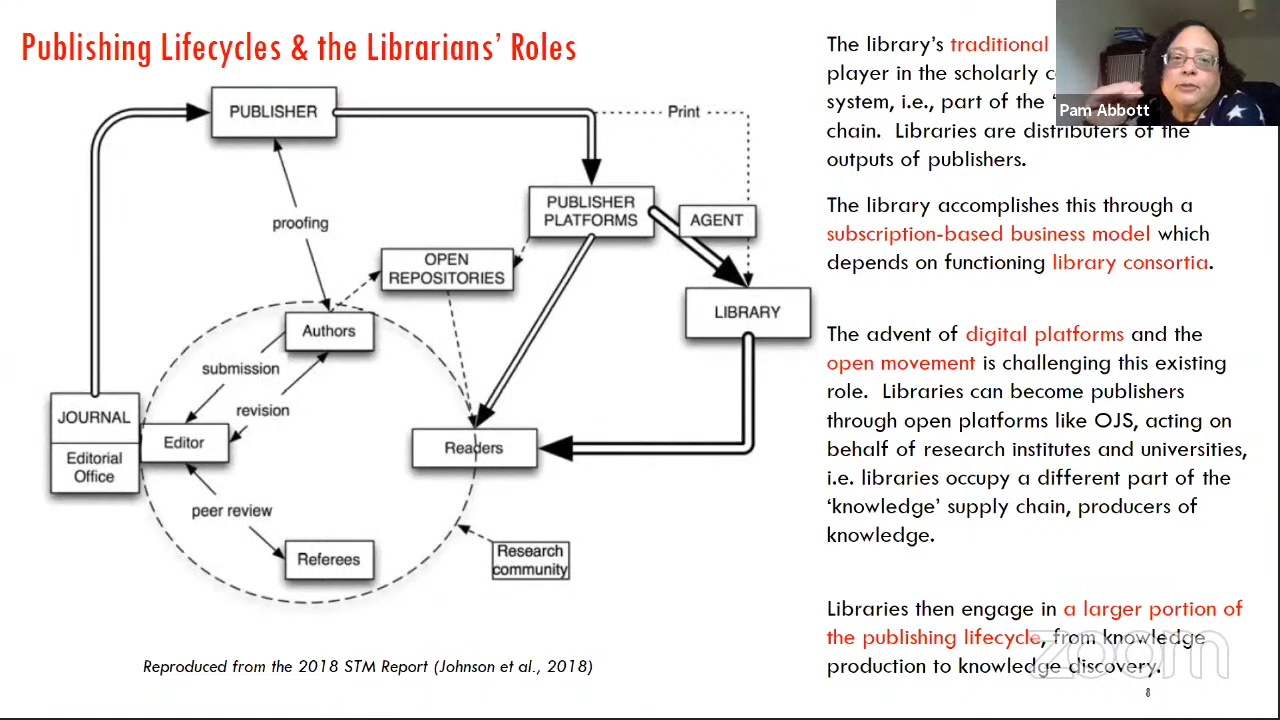 Publishing Lifecycles & the Librarians' Roles
PUBLISHER
Print
PUBLISHER
PLATFORMS
AGENT
proofing
OPEN
REPOSITORIES
LIBRARY
Authors
submission
revision
JOURNAL
Editorial
Office
Editor
Readers
peer review
Referees
Research
community
Reproduced from the 2018 STM Report (Johnson et al., 2018)
The library's traditional
player in the scholarly
system, i.e., part of the
chain. Libraries are distributers of the
outputs of publishers.
The library accomplishes this through a
subscription-based business model which
depends on functioning library consortia.
The advent of digital platforms and the
open movement is challenging this existing
role. Libraries can become publishers
through open platforms like OJS, acting on
behalf of research institutes and universities,
i.e. libraries occupy a different part of the
'knowledge' supply chain, producers of
knowledge.
Libraries then engage in a larger portion of
the publishing lifecycle, from knowledge
production to knowledge discovery.
8
Pam Abbott
zoom